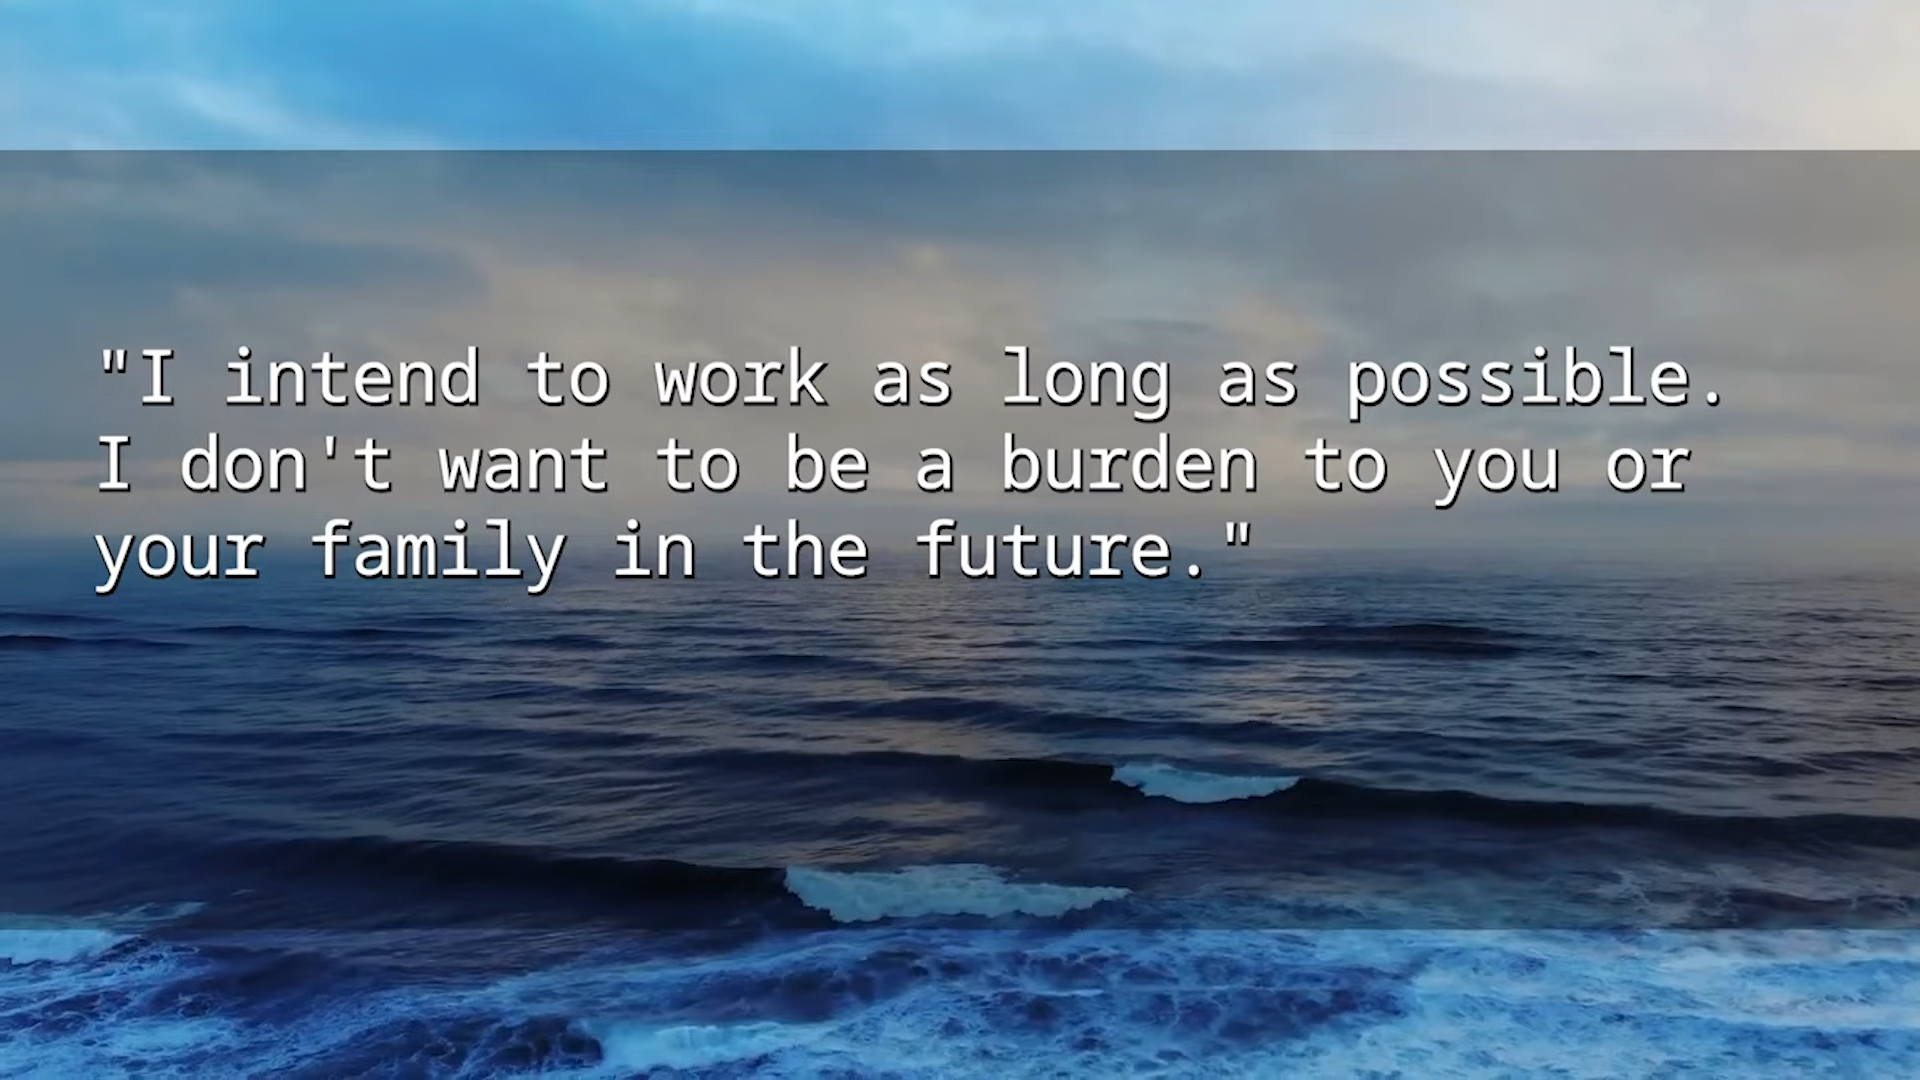 "I intend to work as long as possible.
I don't want to be a burden to you or
your family in the future."